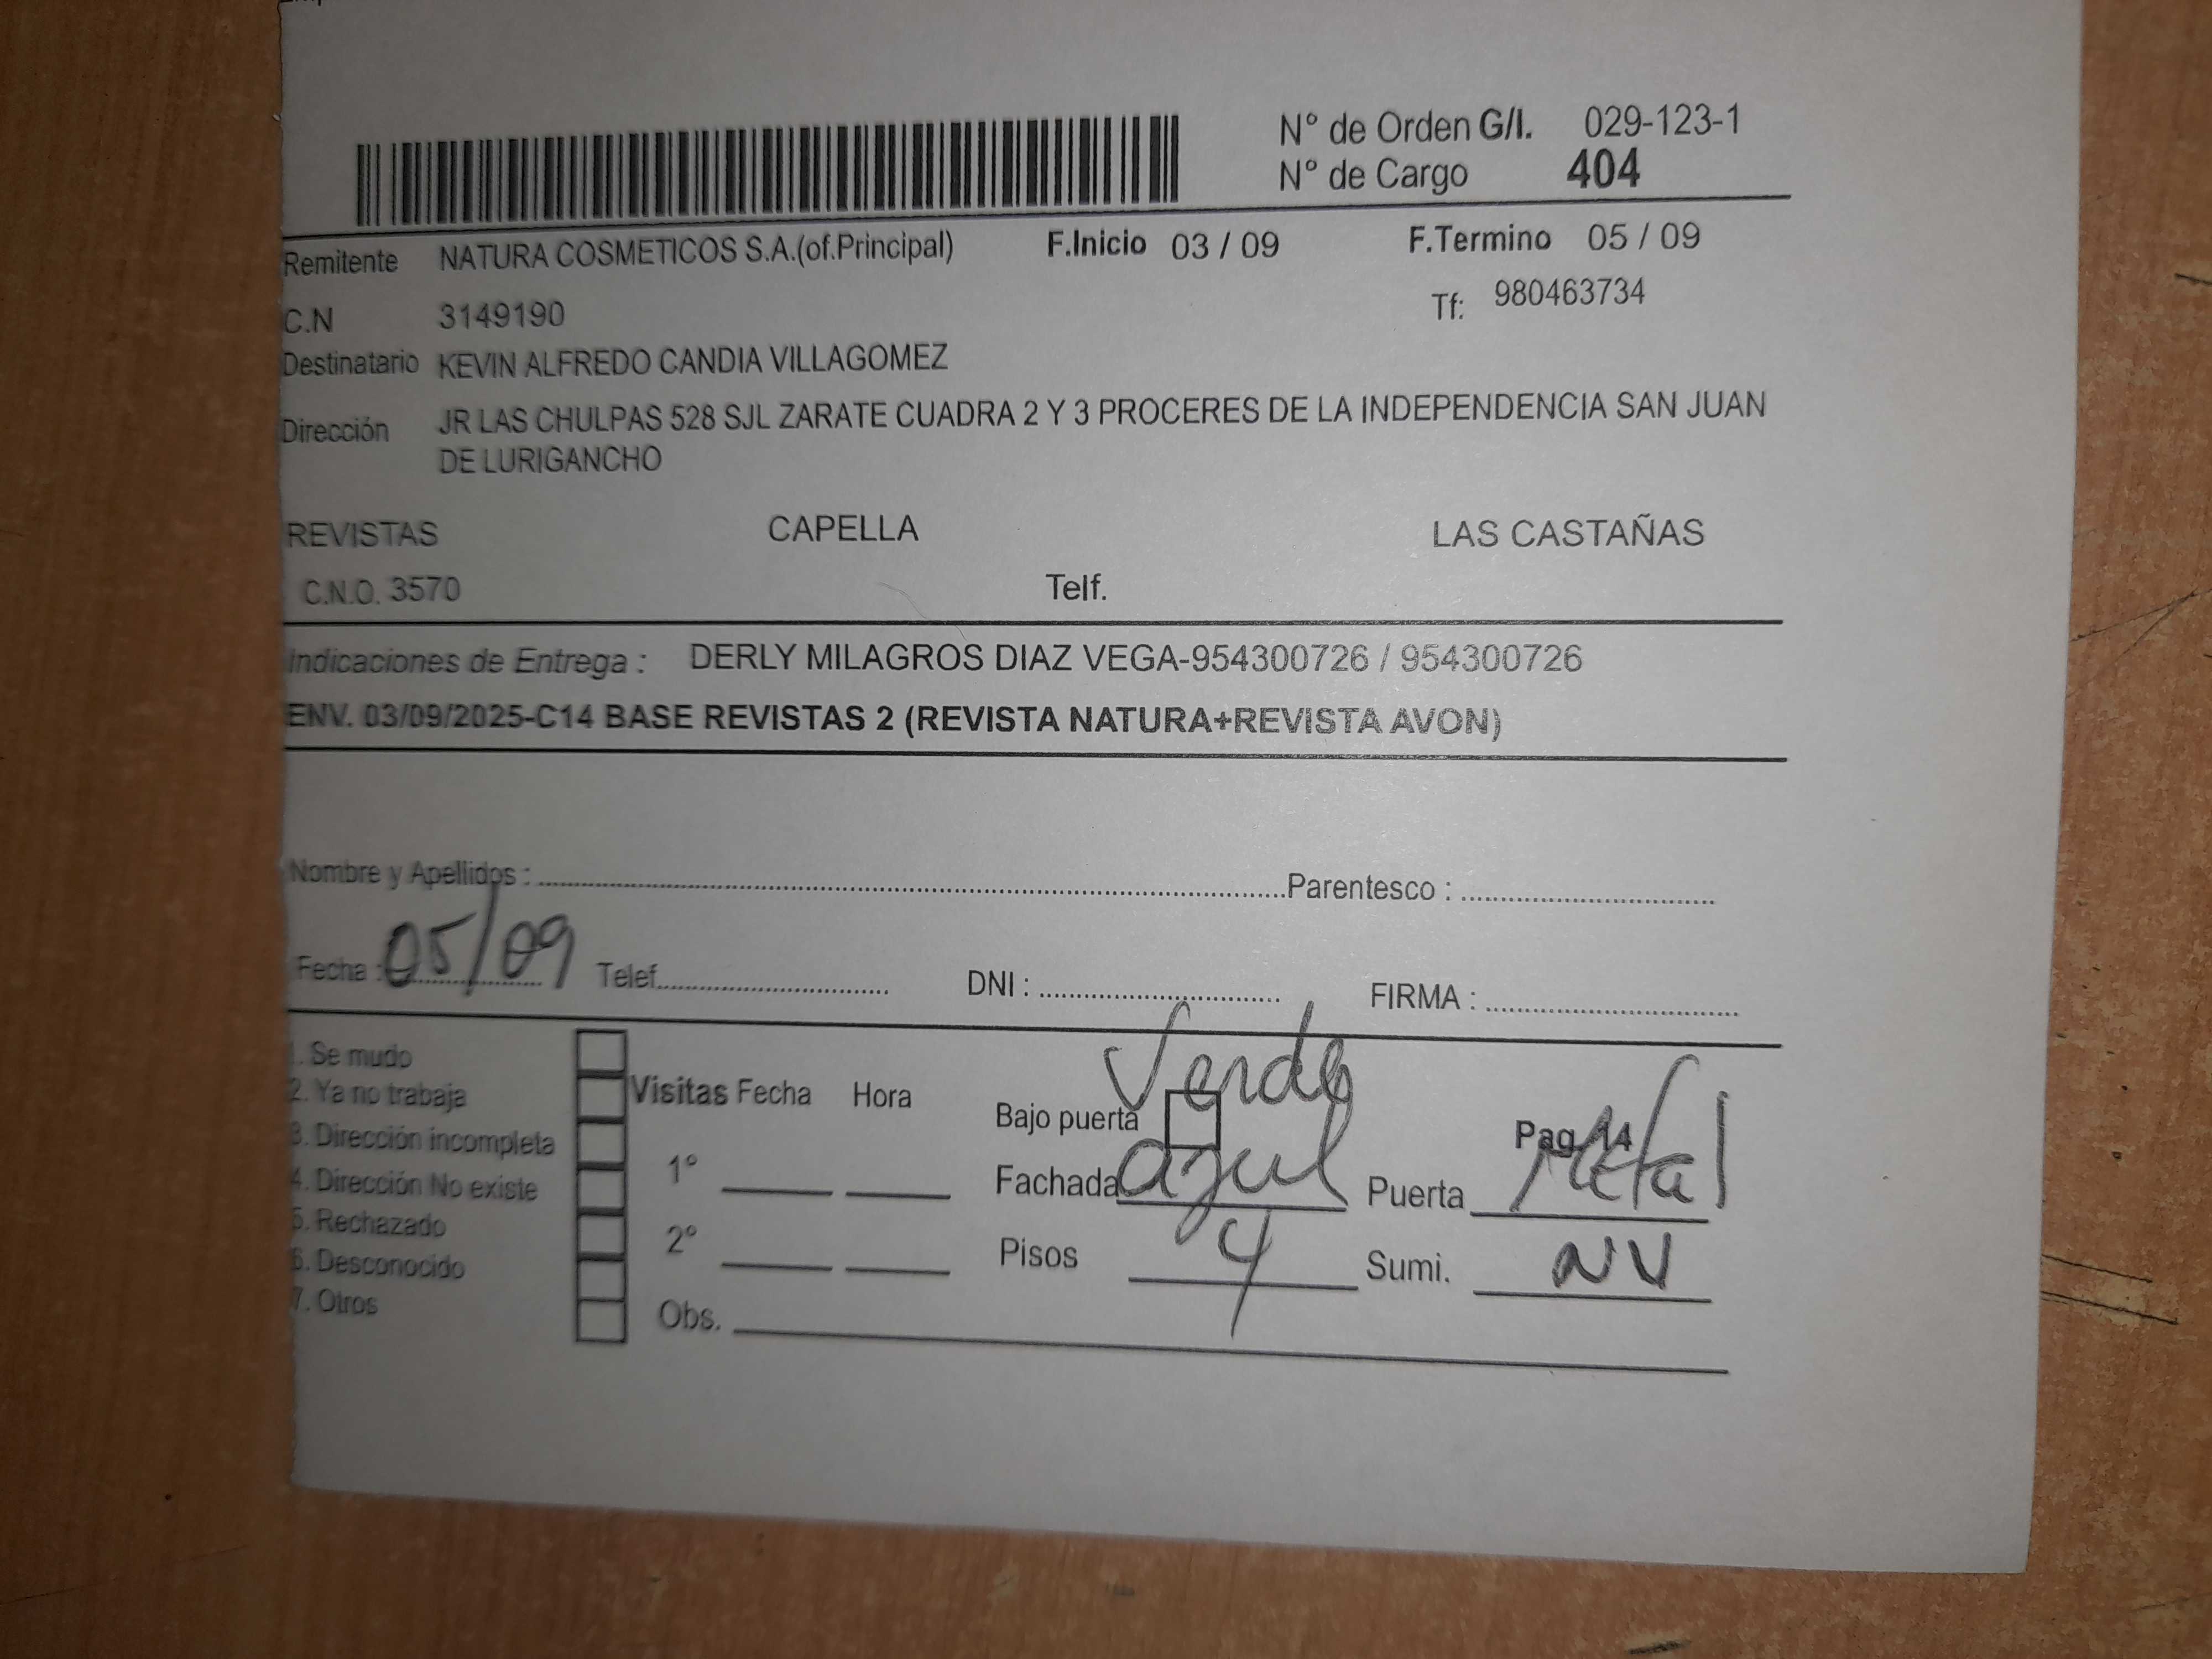 N° de Orden G/I. 029-123-1
N° de Cargo 404
Remitente NATURA COSMETICOS S.A.(of.Principal) F.Inicio 03 / 09 F.Termino 05 / 09
C.N 3149190 Tf: 980463734
Destinatario KEVIN ALFREDO CANDIA VILLAGOMEZ
Dirección JR LAS CHULPAS 528 SJL ZARATE CUADRA 2 Y 3 PROCERES DE LA INDEPENDENCIA SAN JUAN
DE LURIGANCHO
REVISTAS CAPELLA LAS CASTAÑAS
C.N.O. 3570 Telf.
Indicaciones de Entrega : DERLY MILAGROS DIAZ VEGA-954300726 / 954300726
ENV. 03/09/2025-C14 BASE REVISTAS 2 (REVISTA NATURA+REVISTA AVON)
Nombre y Apellidos : Parentesco :
Fecha : 05/09 Telef. DNI : FIRMA :
1. Se mudo
2. Ya no trabaja
3. Dirección incompleta
4. Dirección No existe
5. Rechazado
6. Desconocido
7. Otros
Visitas Fecha Hora
1°
2°
Obs.
Verde
Bajo puerta Pag. 14
Fachada azul Puerta Metal
Pisos 4 Sumi. NV